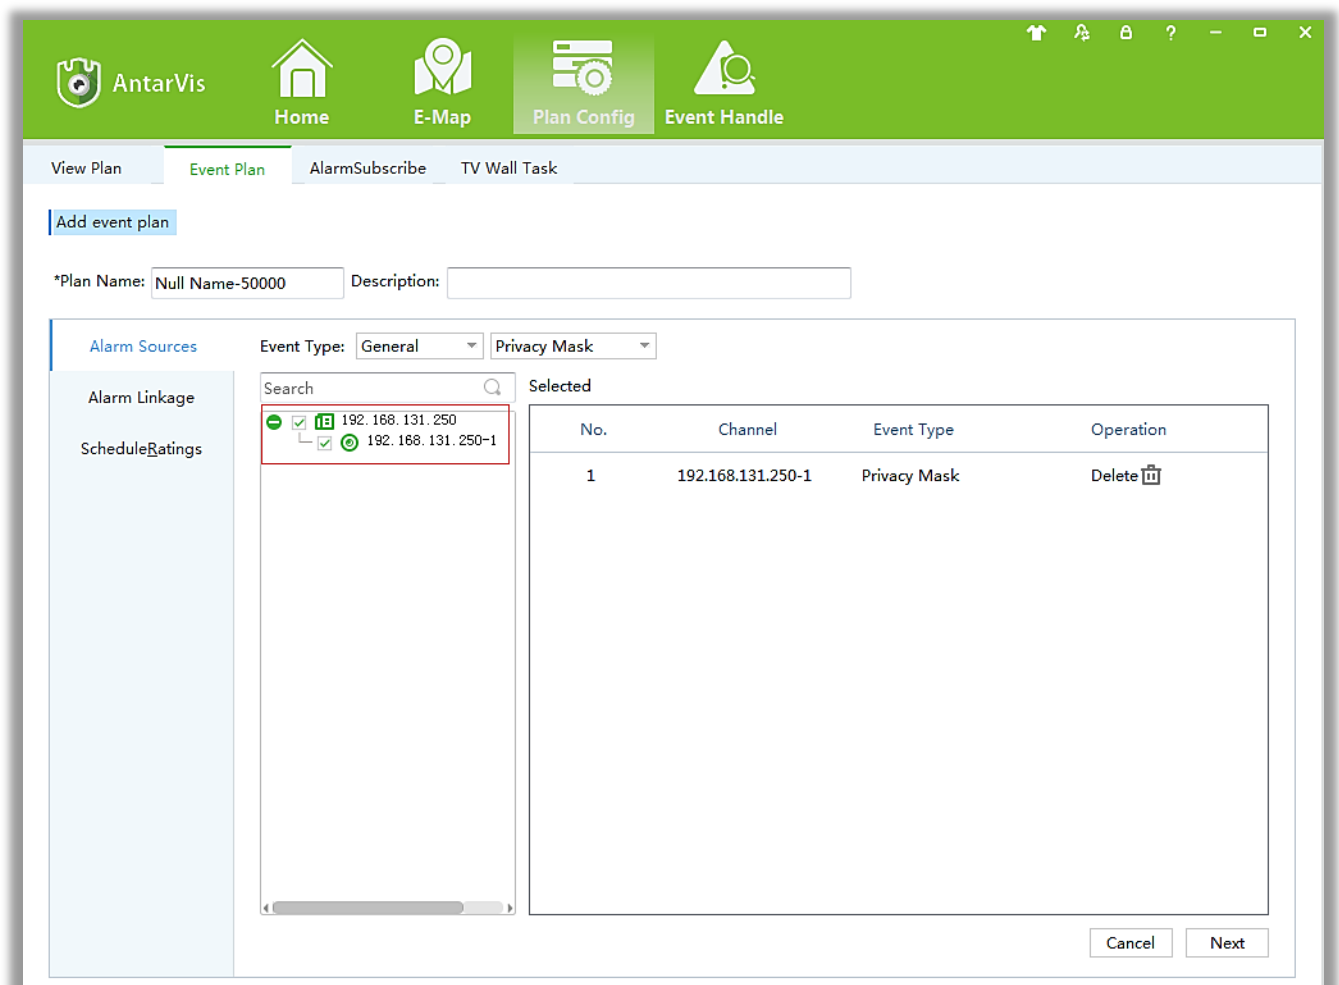 AntarVis
Home
E-Map
Plan Config
Event Handle
?
View Plan
Event Plan
AlarmSubscribe
TV Wall Task
Add event plan
*Plan Name: Null Name-50000 Description:
Alarm Sources
Alarm Linkage
ScheduleRatings
Event Type: General Privacy Mask
Search
192.168.131.250
192.168.131.250-1
Selected
No. Channel Event Type Operation
1 192.168.131.250-1 Privacy Mask Delete
Cancel Next